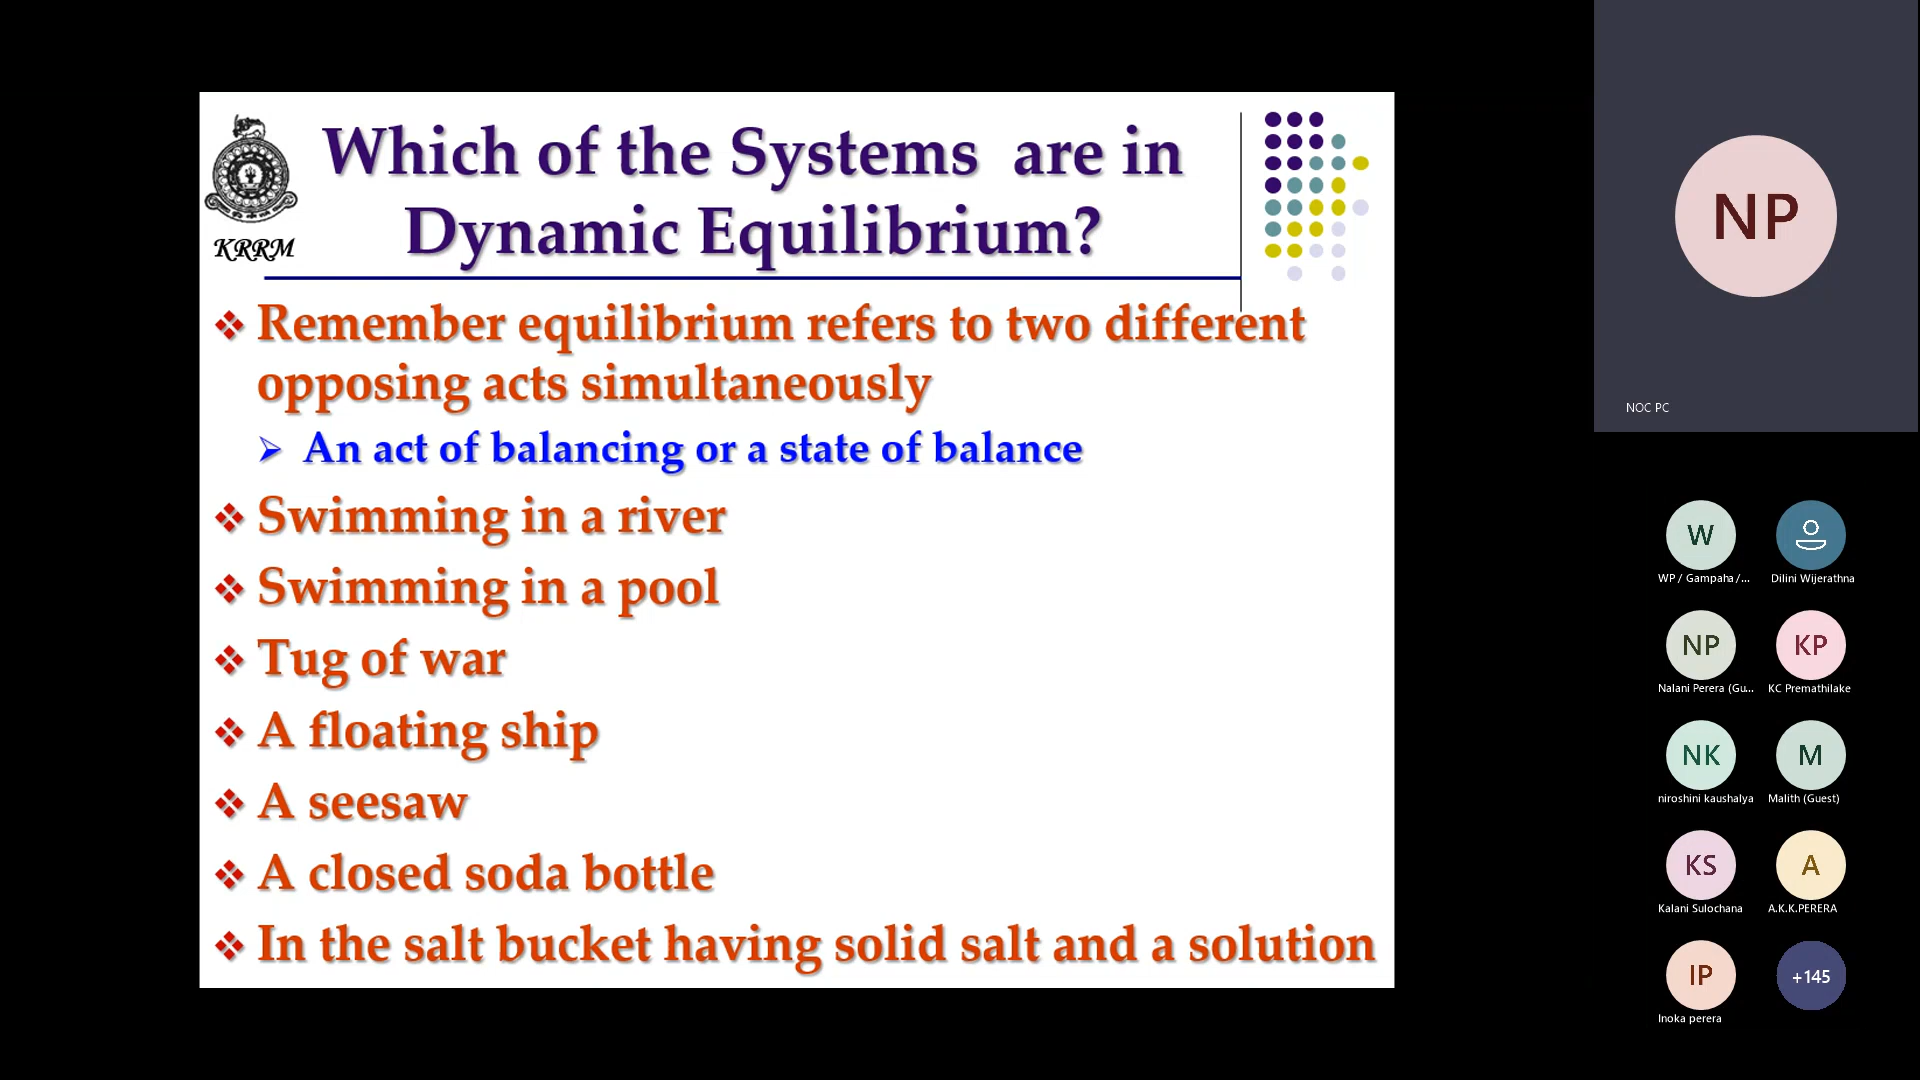 Which of the Systems are in
Dynamic Equilibrium?
KRRM
Remember equilibrium refers to two different
opposing acts simultaneously
An act of balancing or a state of balance
Swimming in a river
Swimming in a pool
Tug of war
A floating ship
A seesaw
A closed soda bottle
In the salt bucket having solid salt and a solution
NP
NOC PC
W
WP / Gampaha /...
Dilini Wijerathna
NP
KP
Nalani Perera (Gu...
KC Premathilake
NK
M
niroshini kaushalya
Malith (Guest)
KS
A
Kalani Sulochana
A.K.K.PERERA
IP
+145
Inoka perera